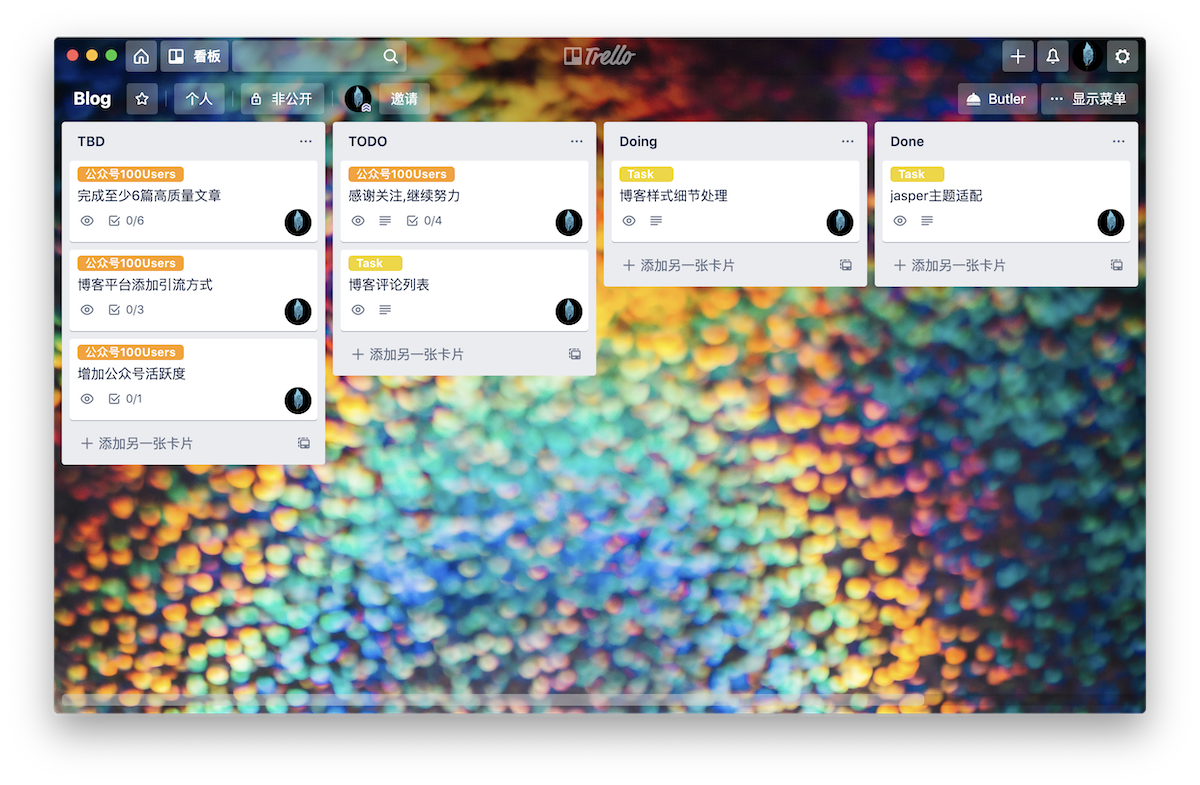 看板
Trello
Blog
个人
非公开
邀请
Butler
显示菜单
TBD
公众号100Users
完成至少6篇高质量文章
0/6
公众号100Users
博客平台添加引流方式
0/3
公众号100Users
增加公众号活跃度
0/1
添加另一张卡片
TODO
公众号100Users
感谢关注,继续努力
0/4
Task
博客评论列表
添加另一张卡片
Doing
Task
博客样式细节处理
添加另一张卡片
Done
Task
jasper主题适配
添加另一张卡片